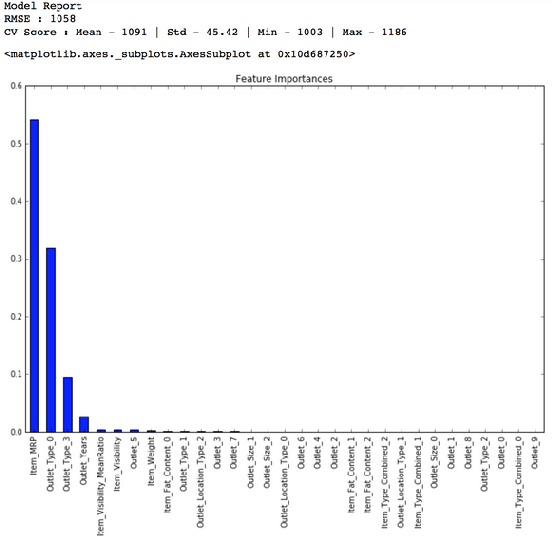 Model Report
RMSE : 1058
CV Score : Mean - 1091 | Std - 45.42 | Min - 1003 | Max - 1186
<matplotlib.axes._subplots.AxesSubplot at 0x10d687250>
Feature Importances
0.6
0.5
0.4
0.3
0.2
0.1
0.0
Item_MRP
Outlet_Type_0
Outlet_Type_3
Outlet_Years
Item_Visibility_MeanRatio
Item_Visibility
Outlet_5
Item_Weight
Item_Fat_Content_0
Outlet_Type_1
Outlet_Location_Type_2
Outlet_3
Outlet_7
Outlet_Size_1
Outlet_Size_2
Outlet_Location_Type_0
Outlet_6
Outlet_4
Outlet_2
Item_Fat_Content_1
Item_Fat_Content_2
Item_Type_Combined_2
Outlet_Location_Type_1
Item_Type_Combined_1
Outlet_Size_0
Outlet_1
Outlet_8
Outlet_Type_2
Outlet_0
Item_Type_Combined_0
Outlet_9